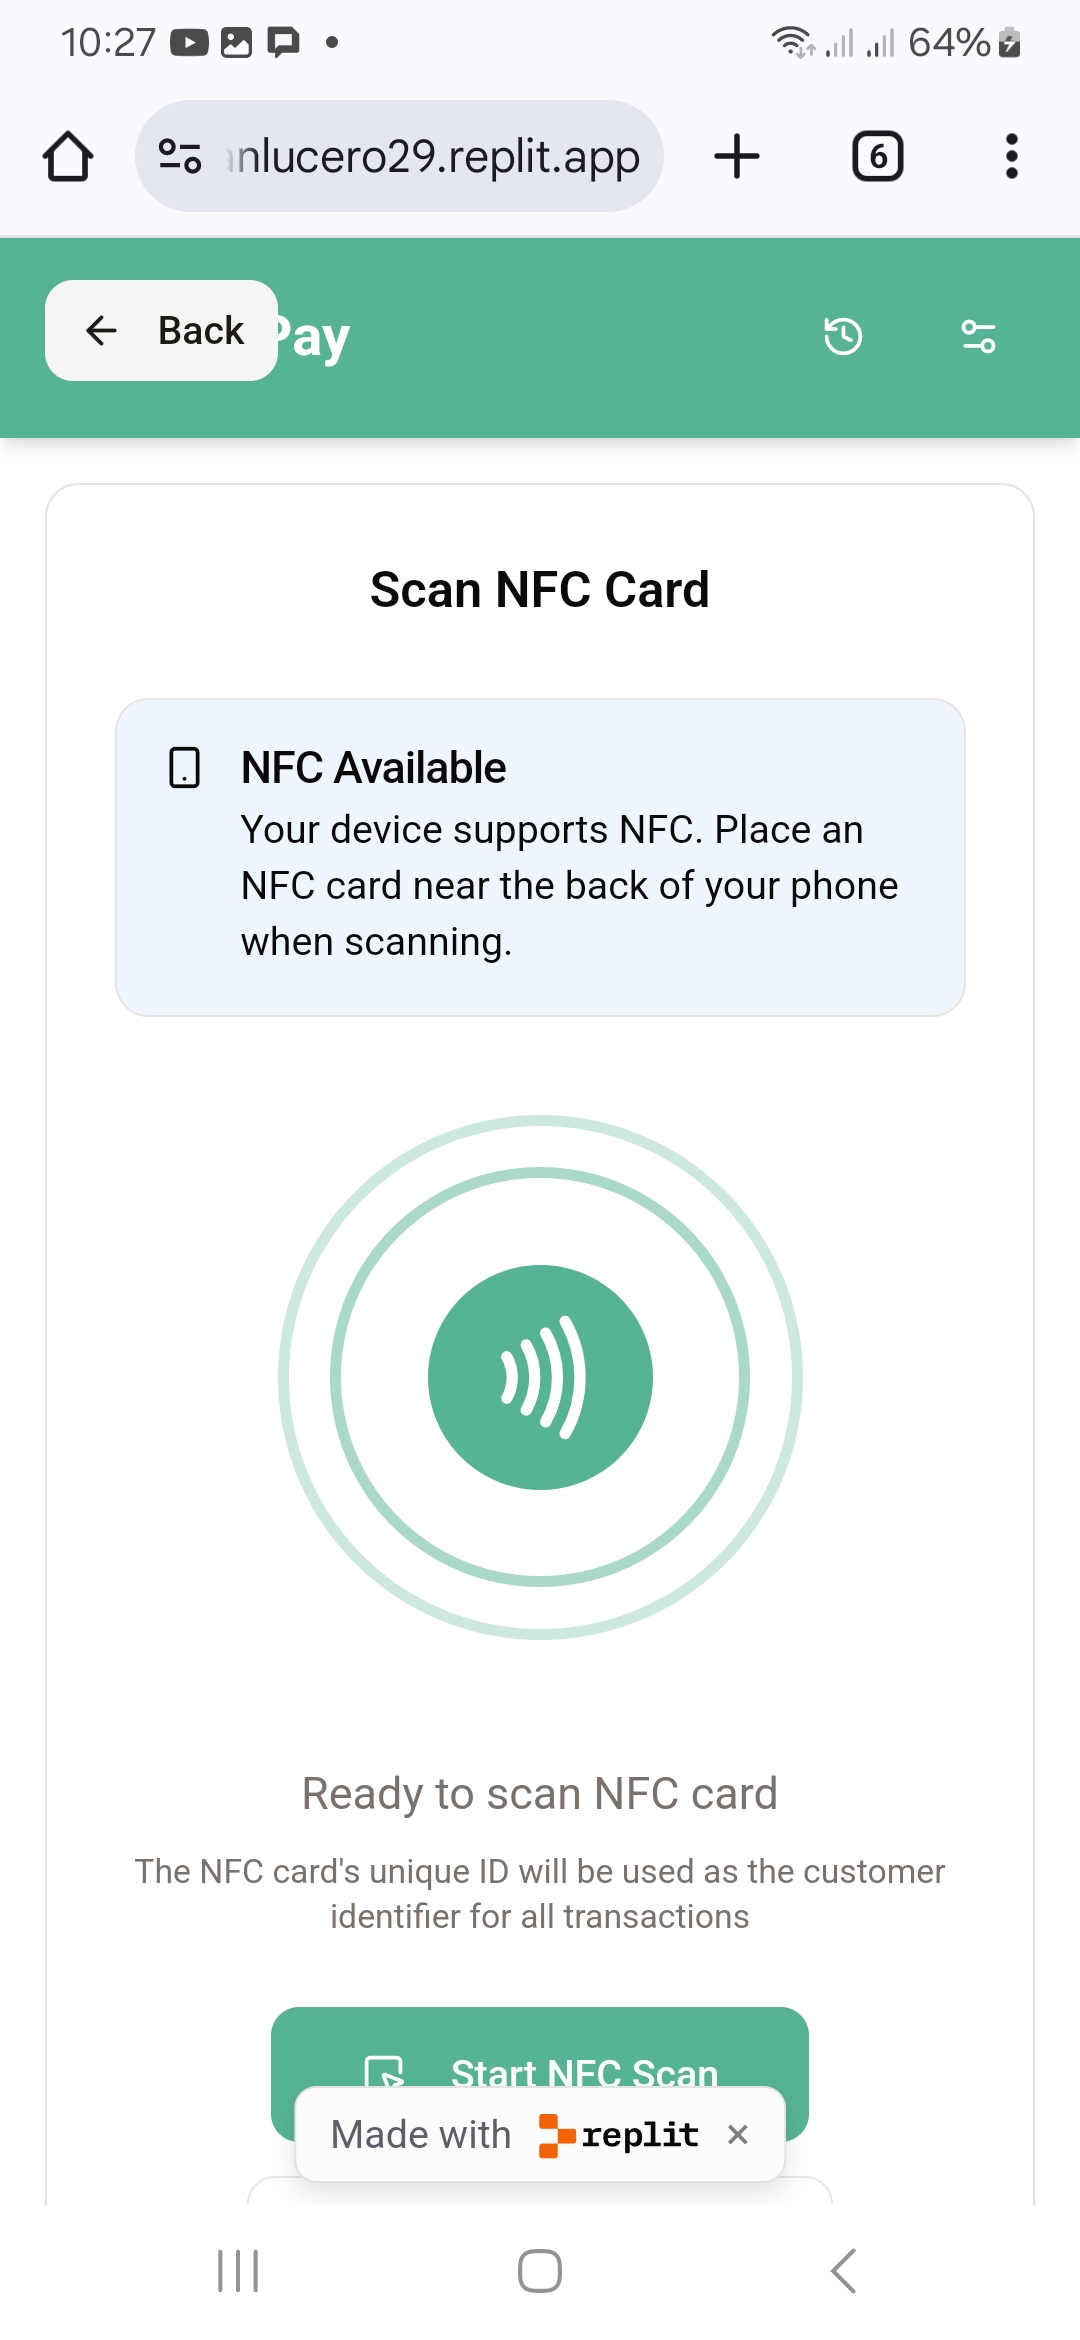 10:27
64%
anlucero29.replit.app
6
Back
Pay
Scan NFC Card
NFC Available
Your device supports NFC. Place an
NFC card near the back of your phone
when scanning.
Ready to scan NFC card
The NFC card's unique ID will be used as the customer
identifier for all transactions
Start NFC Scan
Made with replit